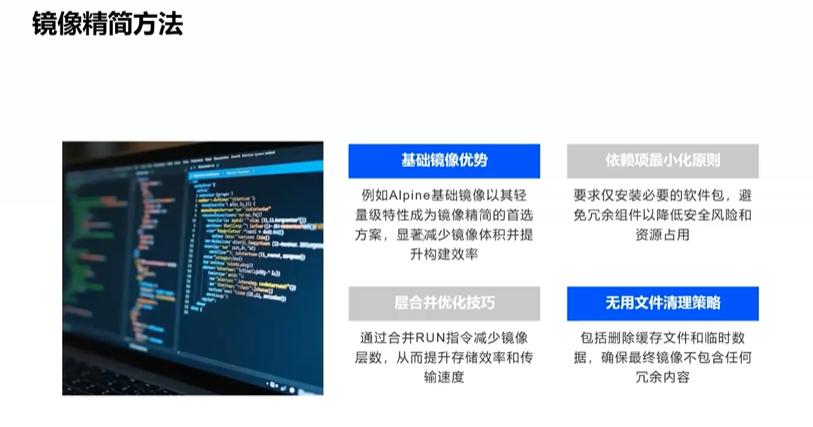 镜像精简方法
基础镜像优势
例如Alpine基础镜像以其轻
量级特性成为镜像精简的首选
方案，显著减少镜像体积并提
升构建效率
依赖项最小化原则
要求仅安装必要的软件包，避
免冗余组件以降低安全风险和
资源占用
层合并优化技巧
通过合并RUN指令减少镜像
层数，从而提升存储效率和传
输速度
无用文件清理策略
包括删除缓存文件和临时数
据，确保最终镜像不包含任何
冗余内容